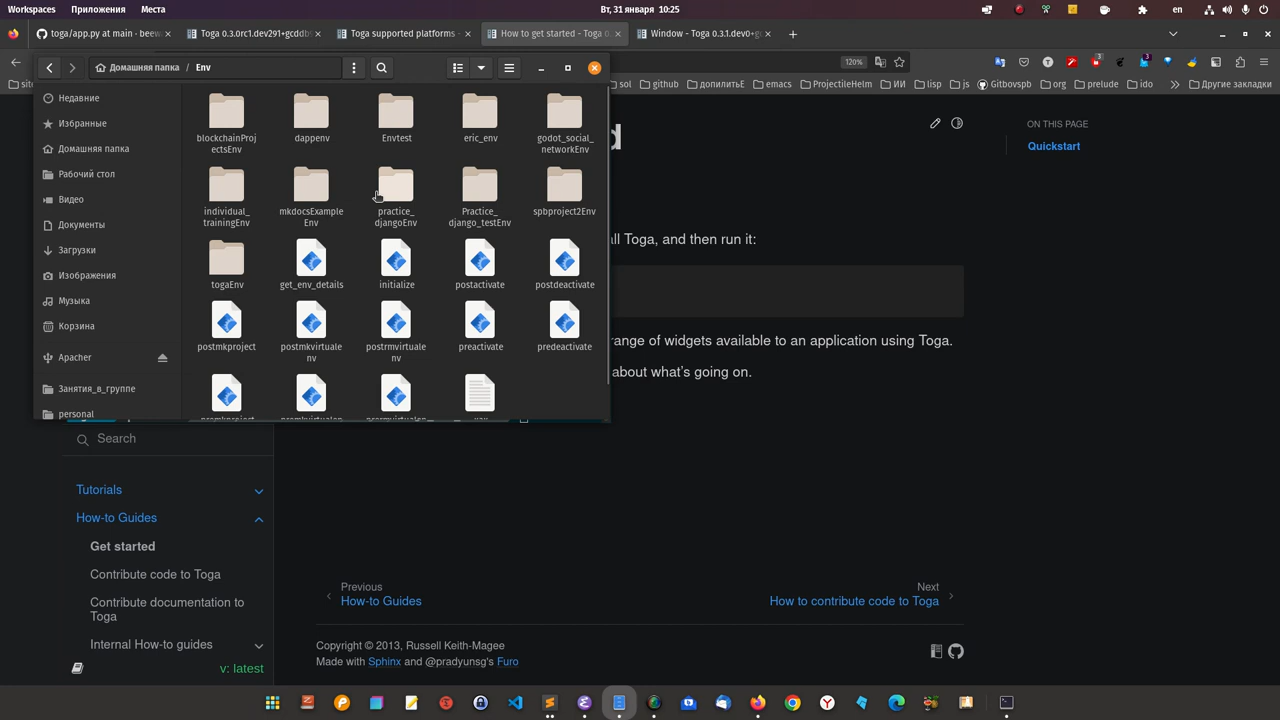 Workspaces Приложения Места
Вт, 31 января 10:25
en
toga/app.py at main · beew
Toga 0.3.0rc1.dev291+gcddb
Toga supported platforms –
How to get started - Toga 0.
Window - Toga 0.3.1.dev0+gc
Домашняя папка / Env
120%
sit
sol
github
допилитьE
emacs
ProjectileHelm
ИИ
lisp
js
Gitbovspb
org
prelude
ido
Другие закладки
Недавние
Избранные
Домашняя папка
Рабочий стол
Видео
Документы
Загрузки
Изображения
Музыка
Корзина
Apacher
Занятия_в_группе
personal
blockchainProj
ectsEnv
dappenv
Envtest
eric_env
godot_social_
networkEnv
individual_
trainingEnv
mkdocsExample
Env
practice_
djangoEnv
Practice_
django_testEnv
spbproject2Env
togaEnv
get_env_details
initialize
postactivate
postdeactivate
postmkproject
postmkvirtuale
nv
postrmvirtuale
nv
preactivate
predeactivate
d
ON THIS PAGE
Quickstart
all Toga, and then run it:
range of widgets available to an application using Toga.
about what's going on.
Search
Tutorials
How-to Guides
Get started
Contribute code to Toga
Contribute documentation to
Toga
Internal How-to guides
v: latest
Previous
How-to Guides
Next
How to contribute code to Toga
Copyright © 2013, Russell Keith-Magee
Made with Sphinx and @pradyunsg's Furo